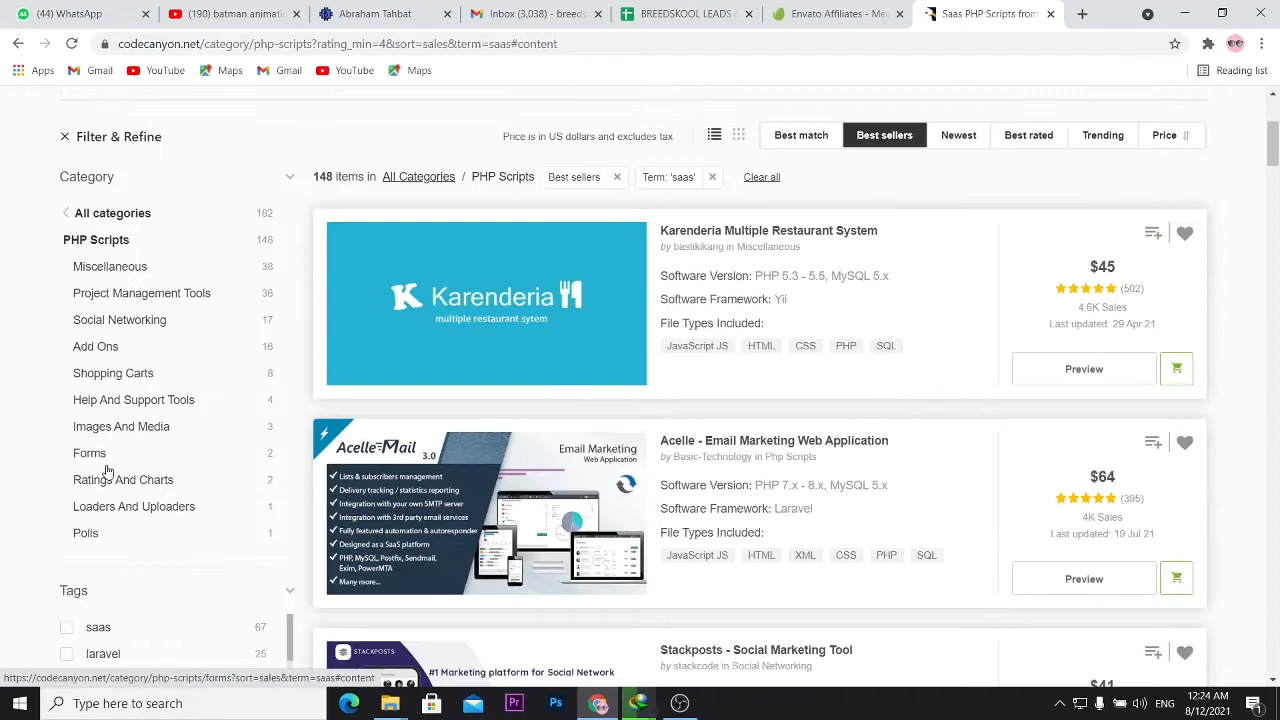 (5) Home
(190) banner animati
Adobe Animate
Inbox (3,038) - breeds
BREEDSKOOL LEADS
Envato Affiliates - Mee
Saas PHP Scripts from
codecanyon.net/category/php-scripts?rating_min=4&sort=sales&term=saas#content
Apps
Gmail
YouTube
Maps
Gmail
YouTube
Maps
Reading list
Filter & Refine
Price is in US dollars and excludes tax
Best match
Best sellers
Newest
Best rated
Trending
Price
Category
148 items in All Categories / PHP Scripts
Best sellers
Term: 'saas'
Clear all
All categories 182
PHP Scripts 148
Miscellaneous 38
Project Management Tools 36
Social Networking 17
Add Ons 16
Shopping Carts 8
Help And Support Tools 4
Images And Media 3
Forms 2
Ratings And Charts 2
Loaders And Uploaders 1
Polls 1
Tags
saas 67
laravel 25
Karenderia
multiple restaurant sytem
Karenderia Multiple Restaurant System
by bastikikang in Miscellaneous
Software Version: PHP 5.3 - 5.5, MySQL 5.x
Software Framework: Yii
File Types Included:
JavaScript JS HTML CSS PHP SQL
$45
(502)
4.6K Sales
Last updated: 29 Apr 21
Preview
Acelle Mail 3.0
Email Marketing
Web Application
Lists & subscribers management
Delivery tracking / statistics reporting
Integration with your own SMTP server
Integration with 3rd party email services
Fully featured automation & autoresponder
Designed as a SaaS platform
PHP, MySQL, Postfix, Sendmail,
Exim, PowerMTA
Many more...
Acelle - Email Marketing Web Application
by Basic-Technology in Php Scripts
Software Version: PHP 7.x - 8.x, MySQL 5.x
Software Framework: Laravel
File Types Included:
JavaScript JS HTML XML CSS PHP SQL
$64
(395)
4K Sales
Last updated: 19 Jul 21
Preview
STACKPOSTS
#1 Marketing platform for Social Network
Stackposts - Social Marketing Tool
by stackcode in Social Networking
$41
https://codecanyon.net/category/php-scripts/forms?sort=sales&term=saas#content
Type here to search
Pr
Ps
12:24 AM
8/12/2021